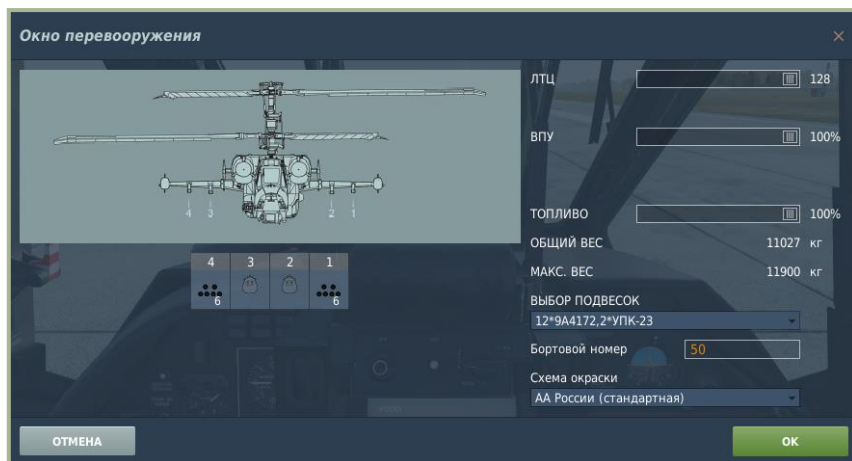 Окно перевооружения
ЛТЦ 128
ВПУ 100%
4 3 2 1
ТОПЛИВО 100%
ОБЩИЙ ВЕС 11027 кг
4 3 2 1
МАКС. ВЕС 11900 кг
6 6
ВЫБОР ПОДВЕСОК
12*9А4172,2*УПК-23
Бортовой номер 50
Схема окраски
АА России (стандартная)
ОТМЕНА OK